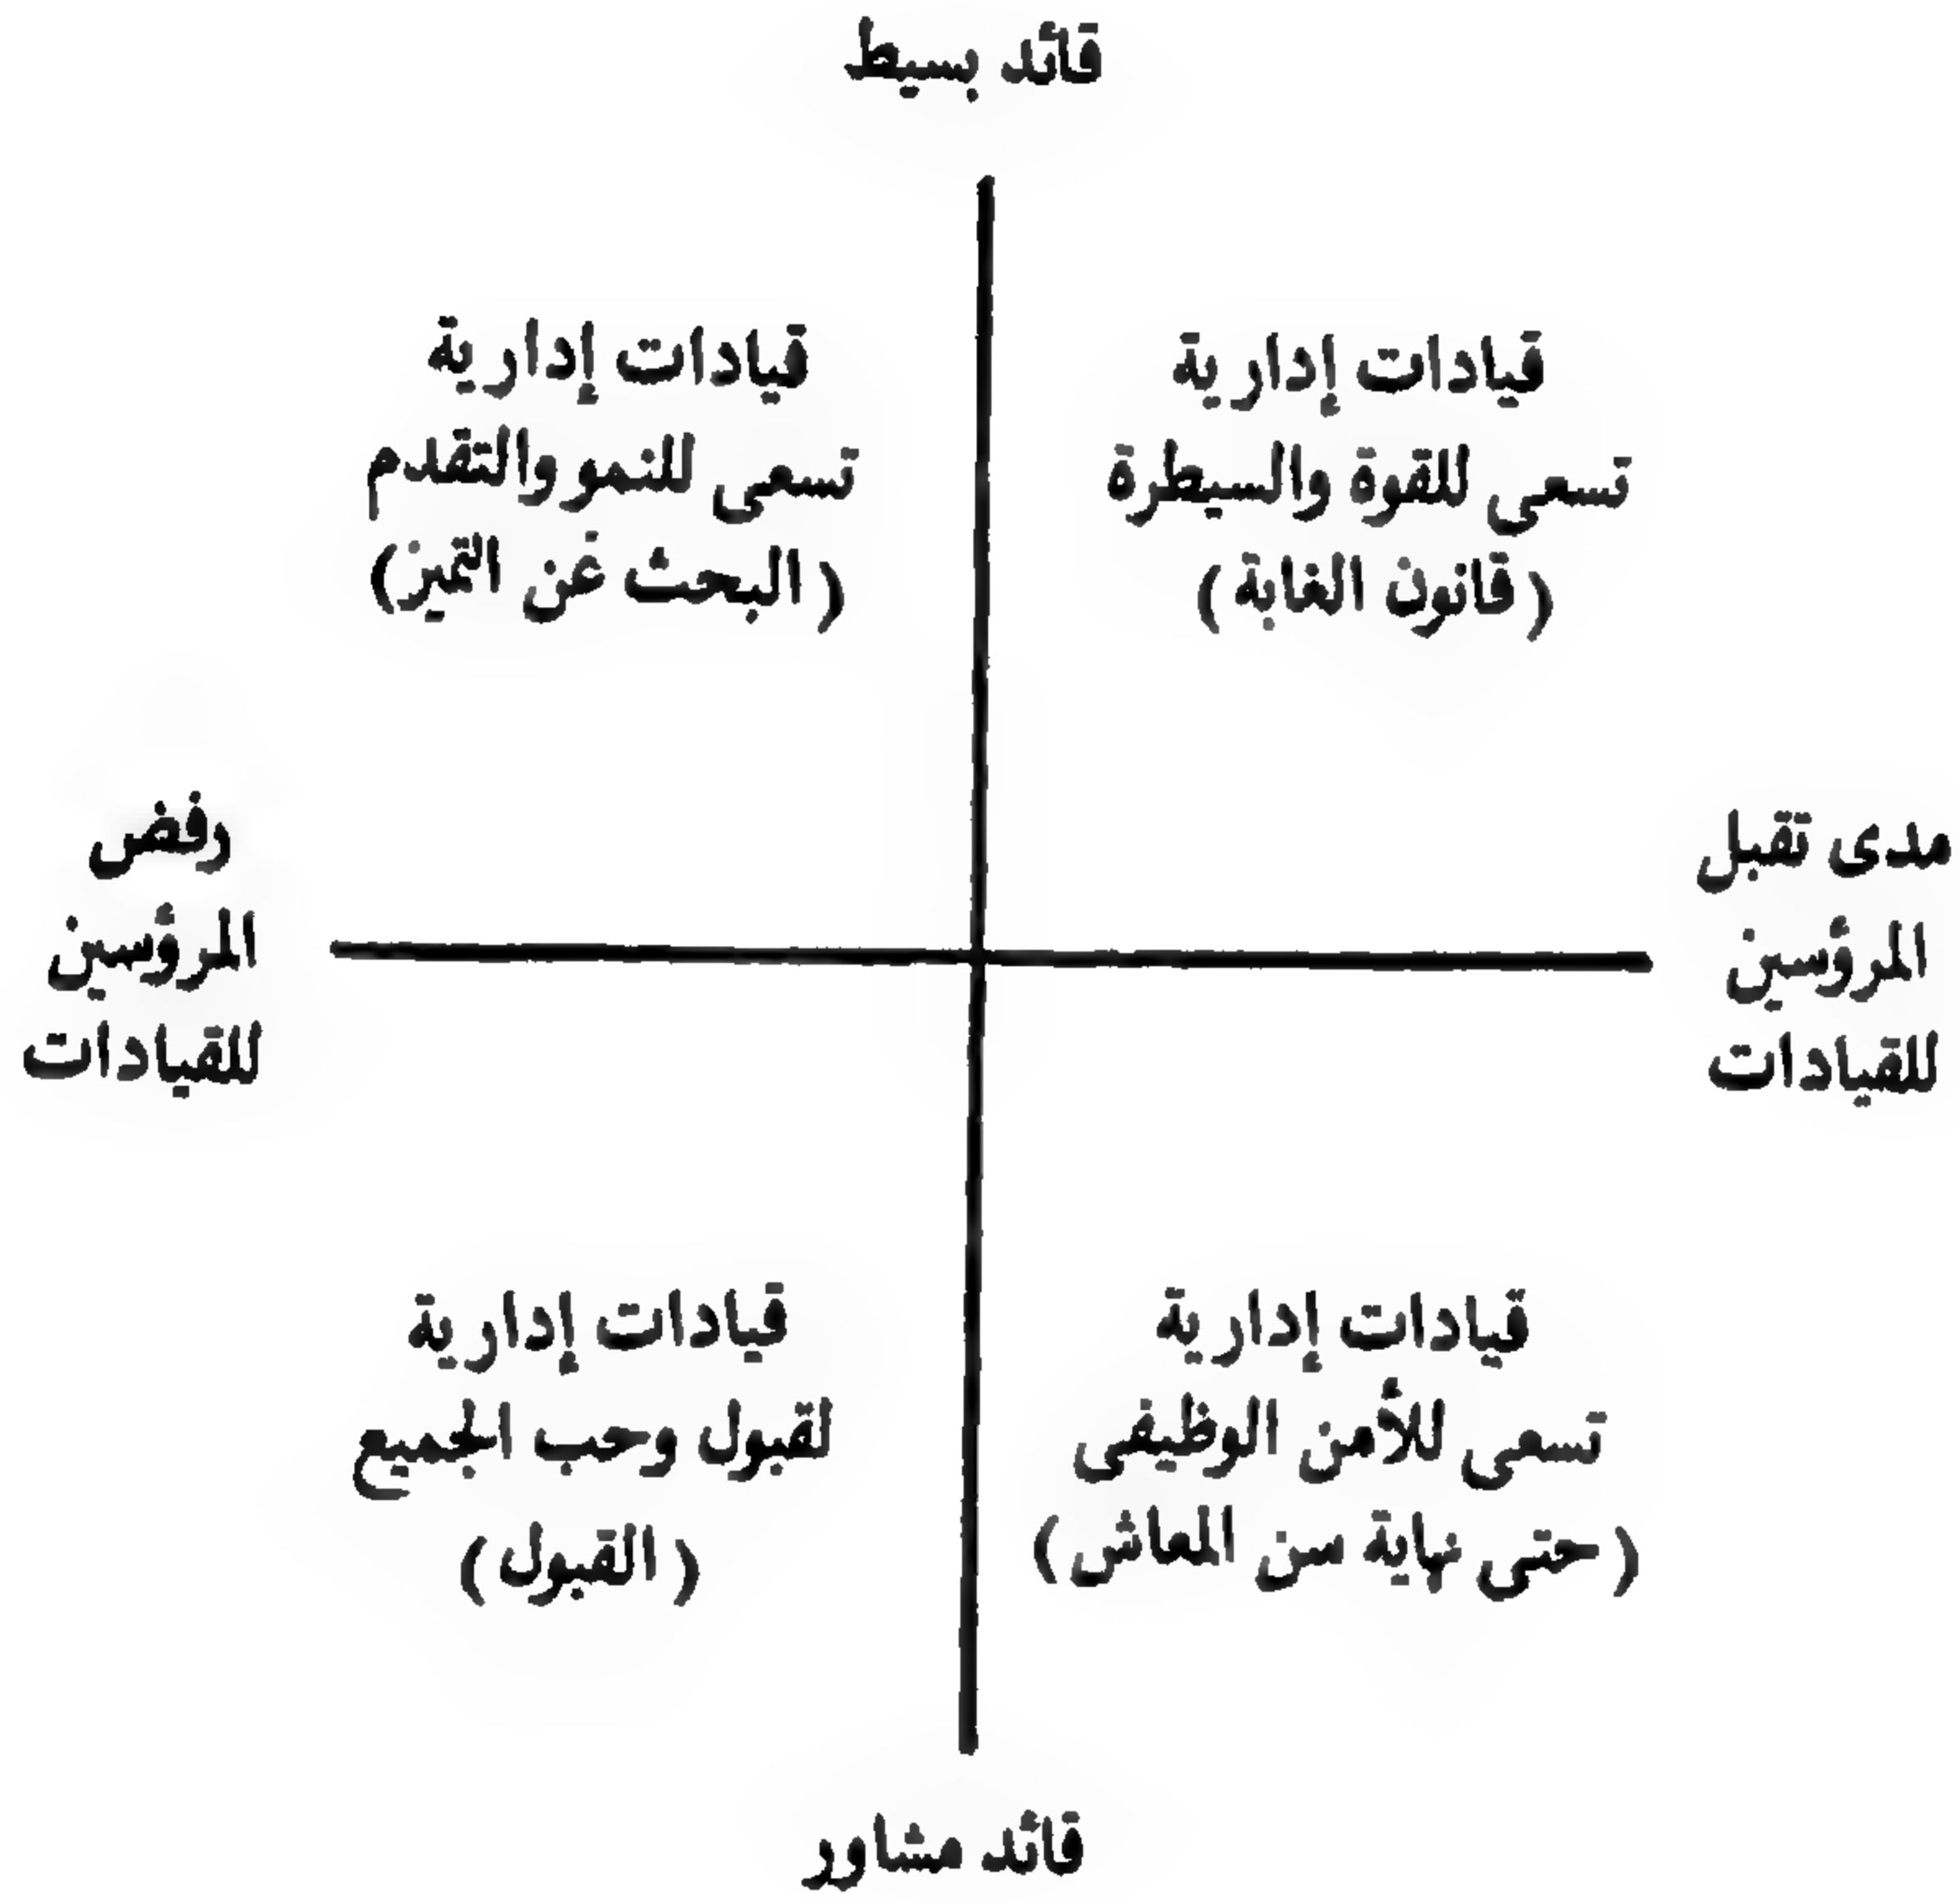 قائد بسيط
قيادات إدارية
تسعى للقوة والسيطرة
(قانون الغابة)
قيادات إدارية
تسعى للنمو والتقدم
(البحث عن التميز)
مدى تقبل
المرؤسين
للقيادات
رفض
المرؤسين
للقيادات
قيادات إدارية
تسعى للأمن الوظيفى
(حتى نهاية سن المعاش)
قيادات إدارية
لقبول وحب الجميع
(القبول)
قائد مشاور